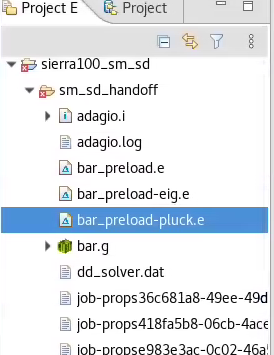 Project E
Project
sierra100_sm_sd
sm_sd_handoff
adagio.i
adagio.log
bar_preload.e
bar_preload-eig.e
bar_preload-pluck.e
bar.g
dd_solver.dat
job-props36c681a8-49ee-49d
job-props418fa5b8-06cb-4ace
job-propse983e3ac-0c02-46a5